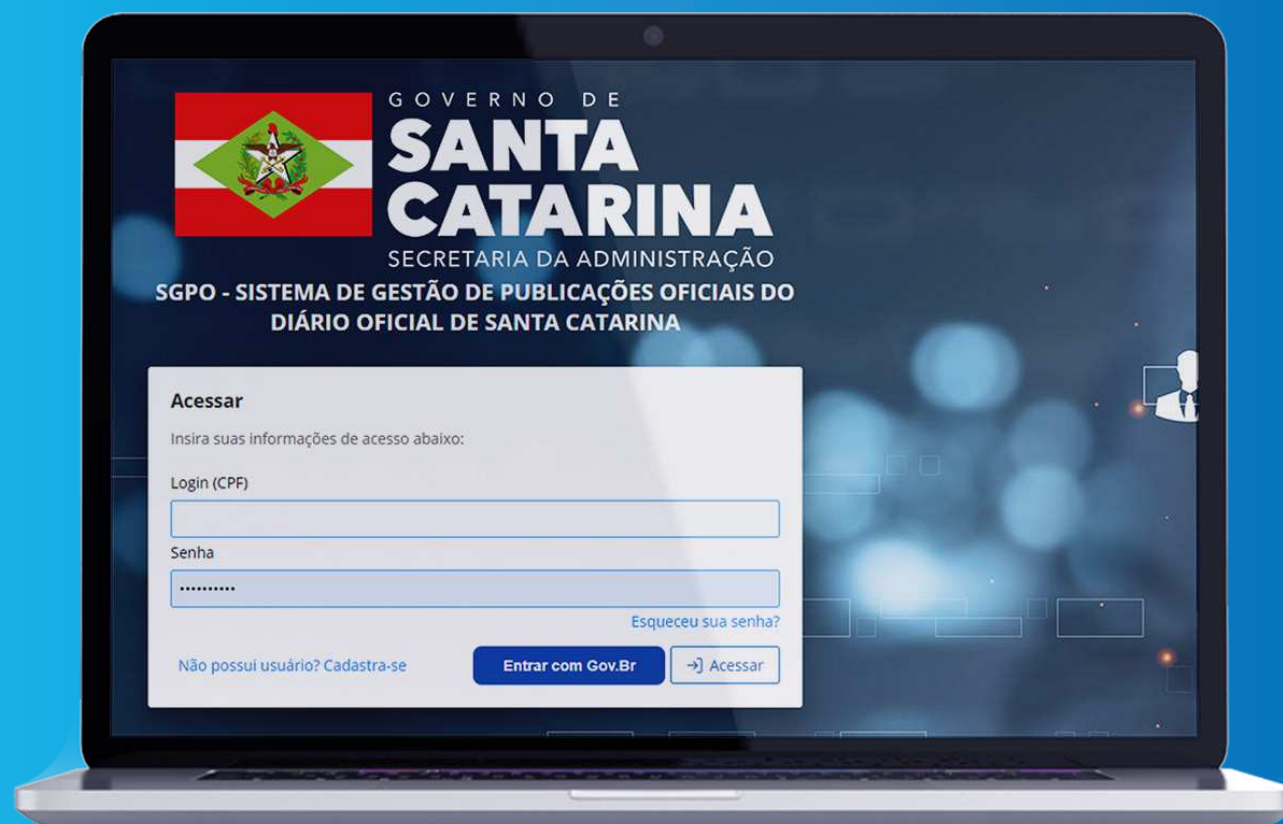 GOVERNO DE
SANTA
CATARINA
SECRETARIA DA ADMINISTRAÇÃO
SGPO - SISTEMA DE GESTÃO DE PUBLICAÇÕES OFICIAIS DO
DIÁRIO OFICIAL DE SANTA CATARINA
Acessar
Insira suas informações de acesso abaixo:
Login (CPF)
Senha
••••••••••
Esqueceu sua senha?
Não possui usuário? Cadastra-se
Entrar com Gov.Br
Acessar